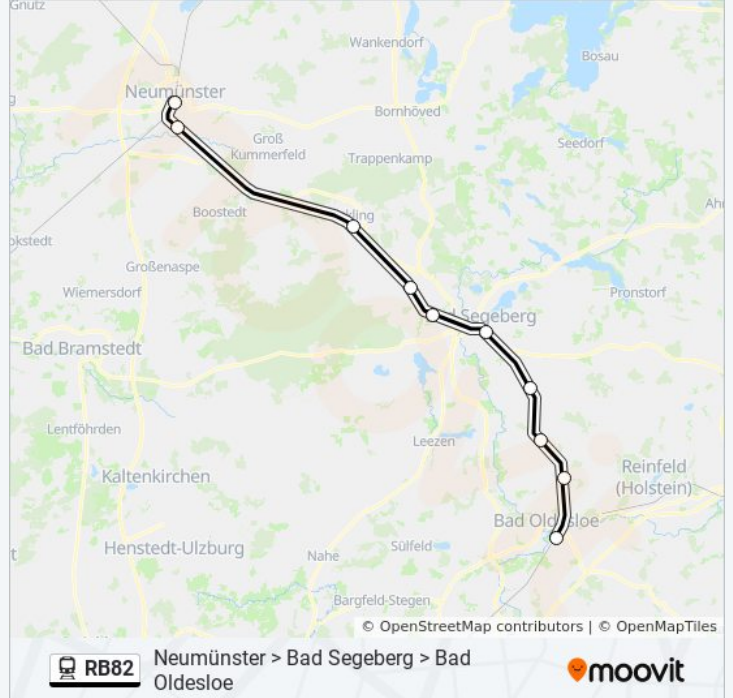 Gnutz
Wankendorf
Bosau
Neumünster
Bornhöved
Groß
Kummerfeld
Seedorf
Trappenkamp
Boostedt
kling
Ah
okstedt
Großenaspe
Wiemersdorf
Pronstorf
d Segeberg
Bad Bramstedt
Lentföhrden
Leezen
Kaltenkirchen
Reinfeld
(Holstein)
Bad Oldesloe
t
Henstedt-Ulzburg
Nahe
Sülfeld
Bargfeld-Stegen
© OpenStreetMap contributors | © OpenMapTiles
RB82
Neumünster > Bad Segeberg > Bad
Oldesloe
moovit